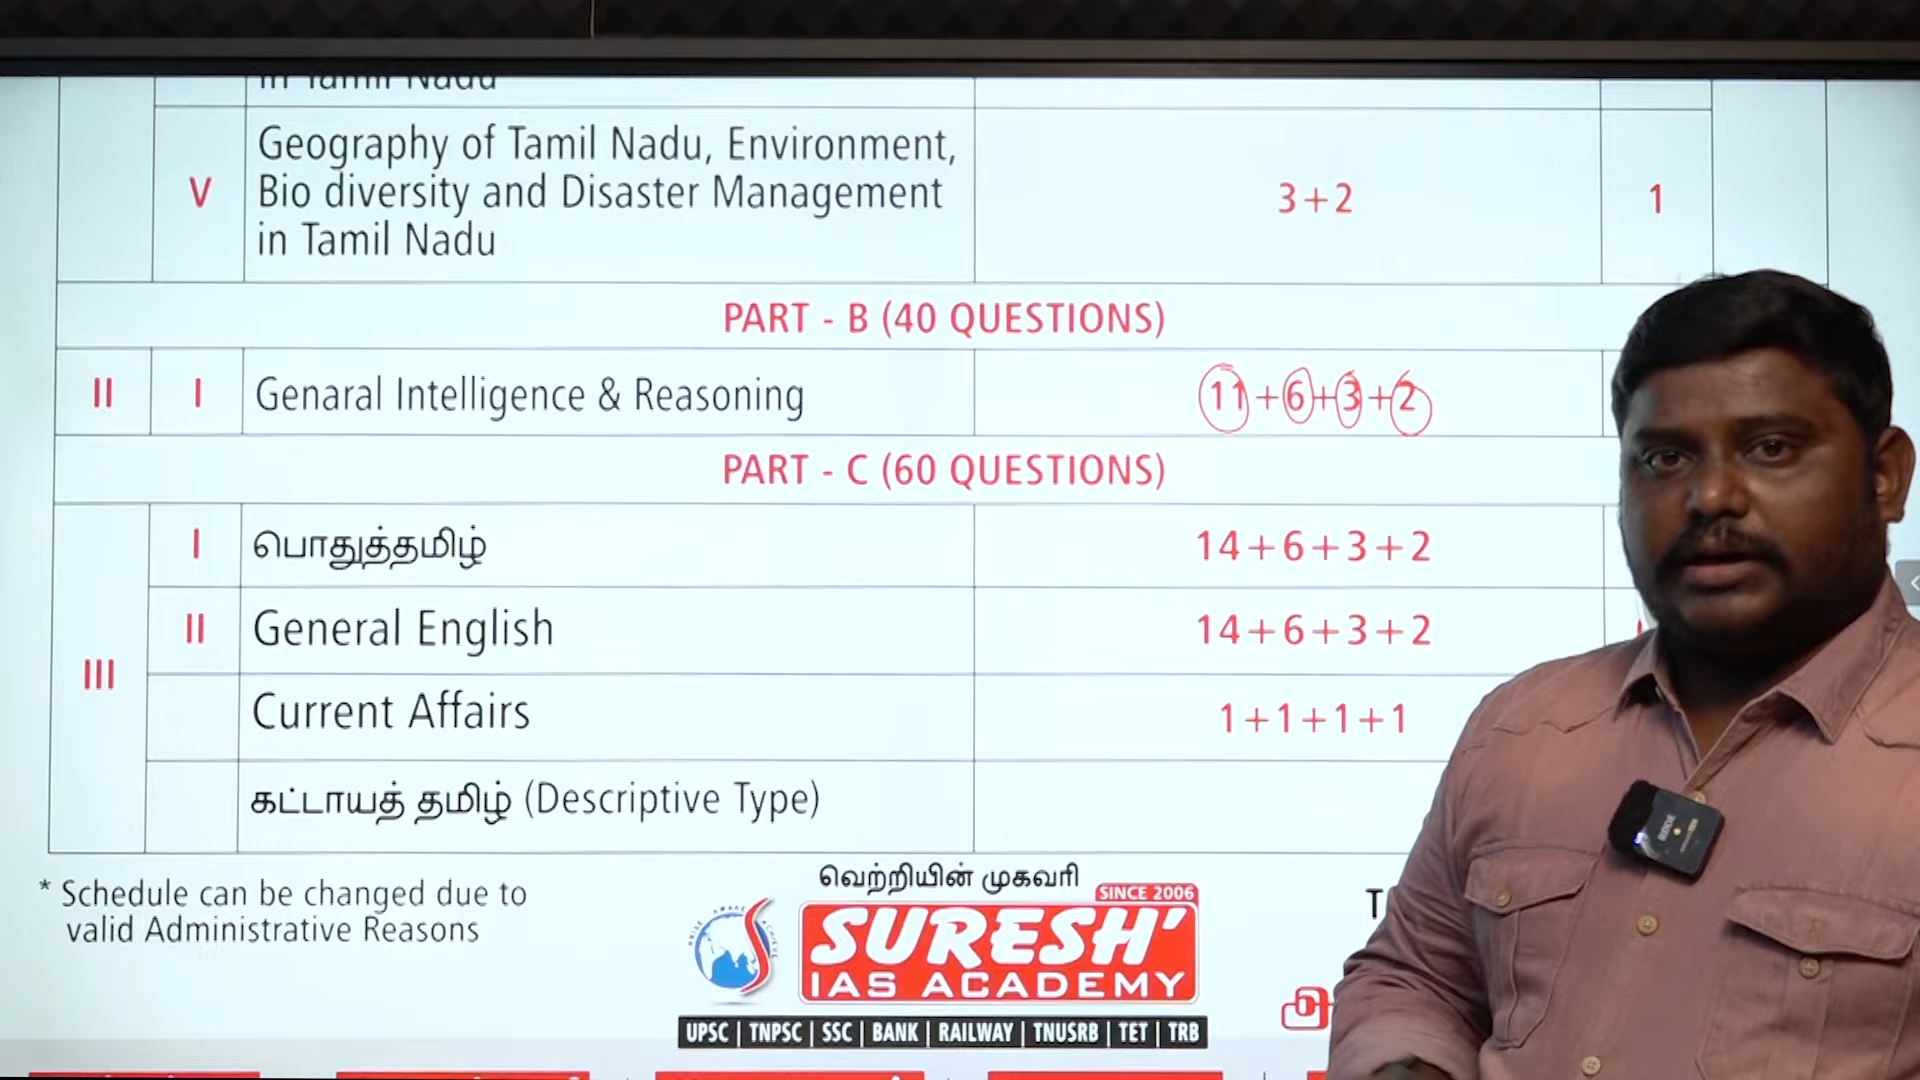 in Tamil Nadu
V
Geography of Tamil Nadu, Environment,
Bio diversity and Disaster Management
in Tamil Nadu
3+2
1
PART - B (40 QUESTIONS)
II
I
Genaral Intelligence & Reasoning
11+6+3+2
PART - C (60 QUESTIONS)
III
I
பொதுத்தமிழ்
14+6+3+2
II
General English
14+6+3+2
Current Affairs
1+1+1+1
கட்டாயத் தமிழ் (Descriptive Type)
* Schedule can be changed due to
valid Administrative Reasons
வெற்றியின் முகவரி
SINCE 2006
SURESH'
IAS ACADEMY
UPSC | TNPSC | SSC | BANK | RAILWAY | TNUSRB | TET | TRB